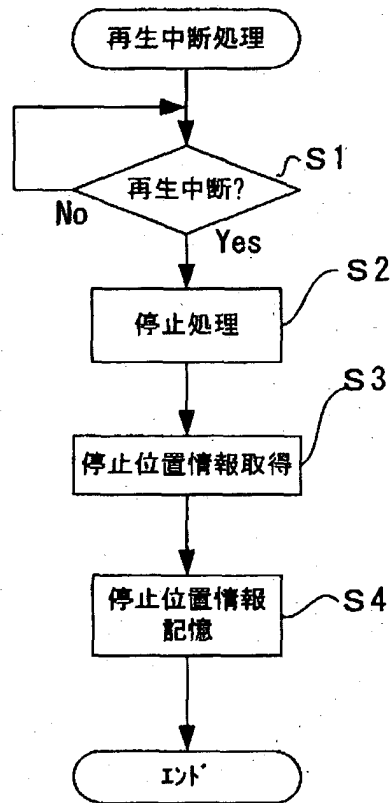 再生中断処理
再生中断?
S1
No
Yes
停止処理
S2
停止位置情報取得
S3
停止位置情報
記憶
S4
ｴﾝﾄﾞ